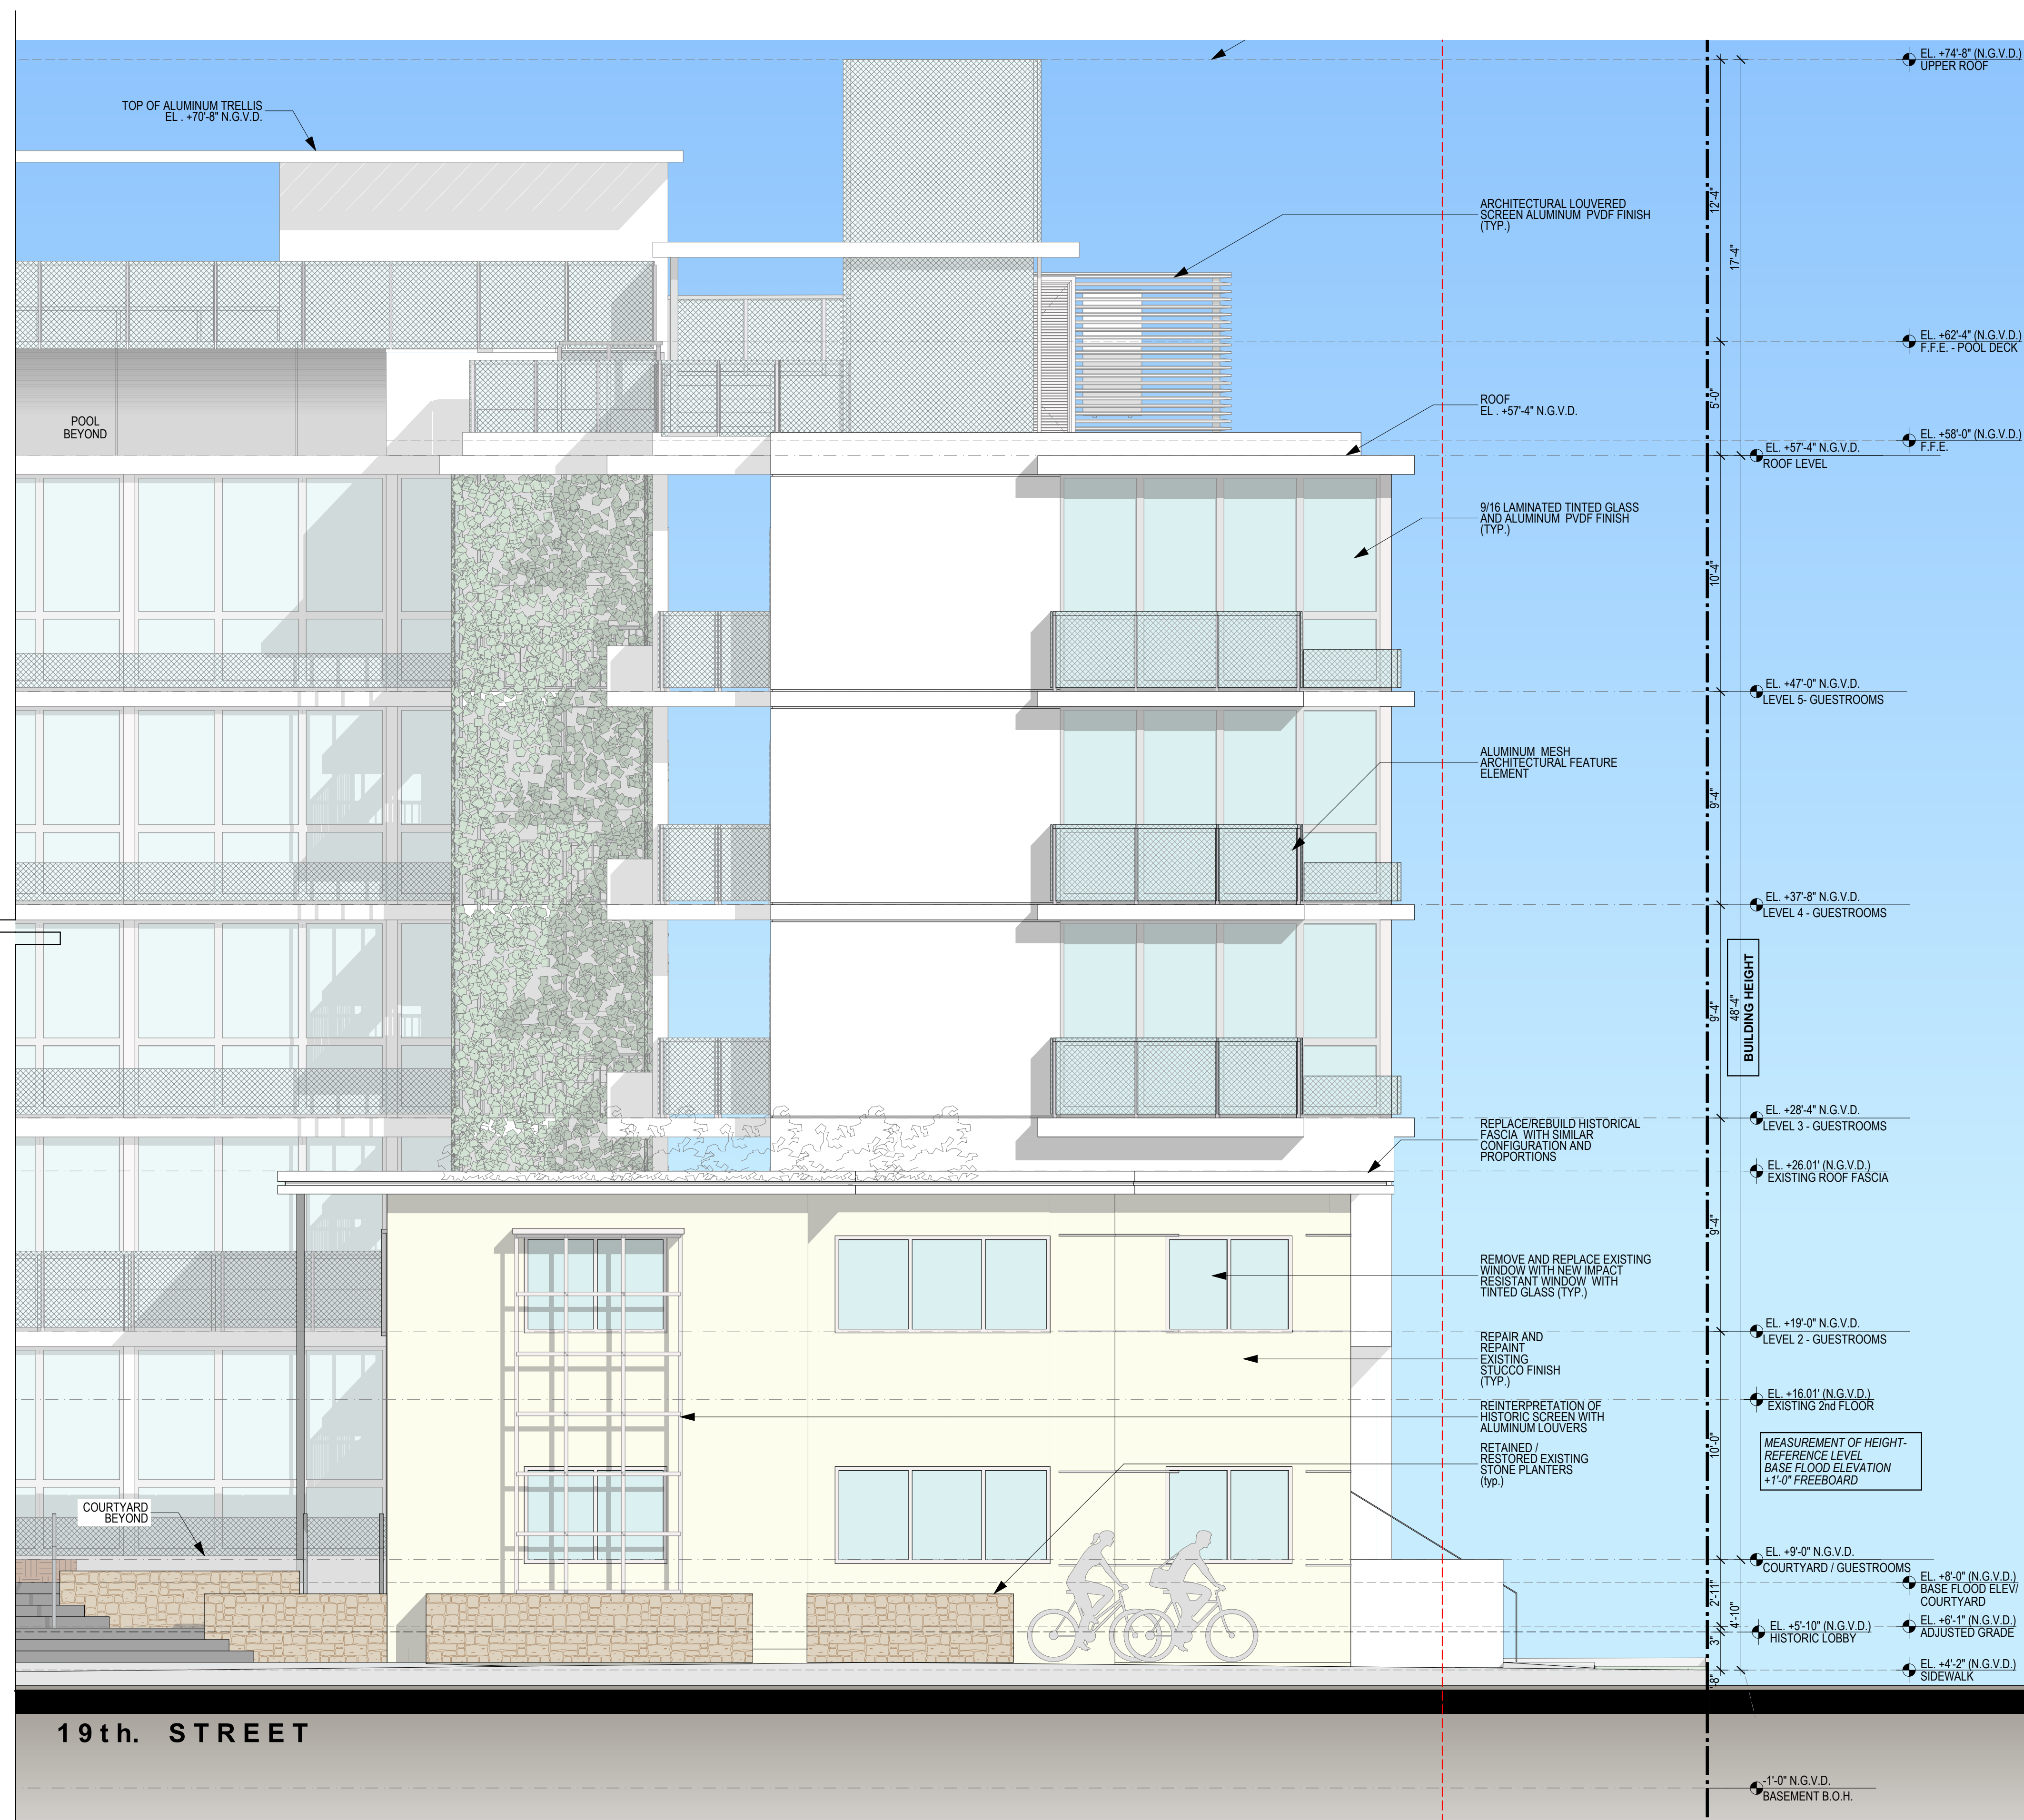 EL. +74'-8" (N.G.V.D.)
UPPER ROOF
TOP OF ALUMINUM TRELLIS
EL . +70'-8" N.G.V.D.
ARCHITECTURAL LOUVERED
SCREEN ALUMINUM PVDF FINISH
(TYP.)
12'-4"
17'-4"
EL. +62'-4" (N.G.V.D.)
F.F.E. - POOL DECK
5'-0"
ROOF
EL . +57'-4" N.G.V.D.
POOL
BEYOND
EL. +58'-0" (N.G.V.D.)
F.F.E.
EL. +57'-4" N.G.V.D.
ROOF LEVEL
9/16 LAMINATED TINTED GLASS
AND ALUMINUM PVDF FINISH
(TYP.)
10'-4"
EL. +47'-0" N.G.V.D.
LEVEL 5- GUESTROOMS
ALUMINUM MESH
ARCHITECTURAL FEATURE
ELEMENT
9'-4"
EL. +37'-8" N.G.V.D.
LEVEL 4 - GUESTROOMS
9'-4"
48'-4"
BUILDING HEIGHT
EL. +28'-4" N.G.V.D.
LEVEL 3 - GUESTROOMS
REPLACE/REBUILD HISTORICAL
FASCIA WITH SIMILAR
CONFIGURATION AND
PROPORTIONS
EL. +26.01' (N.G.V.D.)
EXISTING ROOF FASCIA
9'-4"
REMOVE AND REPLACE EXISTING
WINDOW WITH NEW IMPACT
RESISTANT WINDOW WITH
TINTED GLASS (TYP.)
EL. +19'-0" N.G.V.D.
LEVEL 2 - GUESTROOMS
REPAIR AND
REPAINT
EXISTING
STUCCO FINISH
(TYP.)
EL. +16.01' (N.G.V.D.)
EXISTING 2nd FLOOR
REINTERPRETATION OF
HISTORIC SCREEN WITH
ALUMINUM LOUVERS
10'-0"
MEASUREMENT OF HEIGHT-
REFERENCE LEVEL
BASE FLOOD ELEVATION
+1'-0" FREEBOARD
RETAINED /
RESTORED EXISTING
STONE PLANTERS
(typ.)
COURTYARD
BEYOND
EL. +9'-0" N.G.V.D.
COURTYARD / GUESTROOMS
EL. +8'-0" (N.G.V.D.)
BASE FLOOD ELEV/
COURTYARD
2'-11"
4'-10"
EL. +6'-1" (N.G.V.D.)
ADJUSTED GRADE
EL. +5'-10" (N.G.V.D.)
HISTORIC LOBBY
3"
EL. +4'-2" (N.G.V.D.)
SIDEWALK
'-8"
19th. STREET
-1'-0" N.G.V.D.
BASEMENT B.O.H.